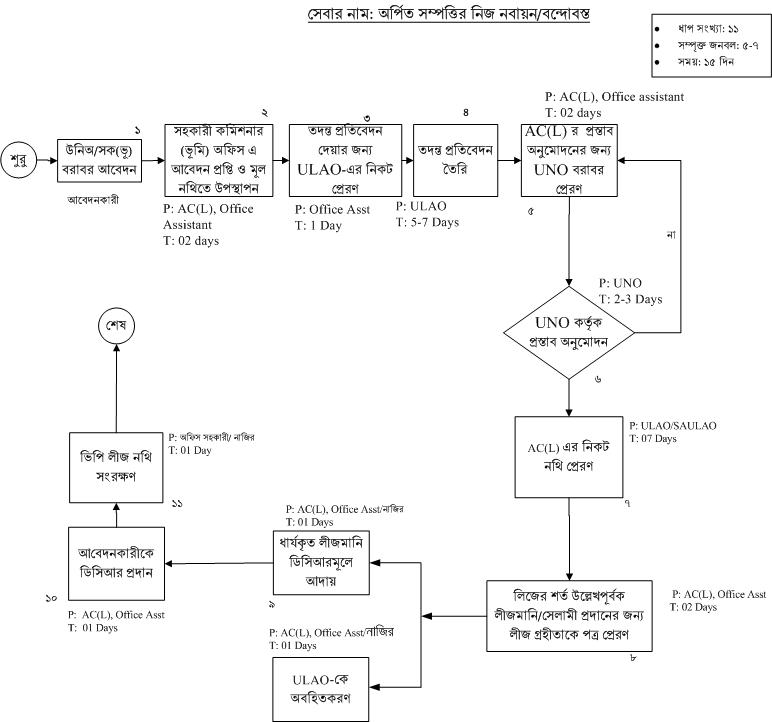 সেবার নাম: অর্পিত সম্পত্তির নিজ নবায়ন/বন্দোবস্ত
ধাপ সংখ্যা: ১১
সম্পৃক্ত জনবল: ৫-৭
সময়: ১৫ দিন
শুরু
১
উনিঅ/সক(ভূ)
বরাবর আবেদন
আবেদনকারী
২
সহকারী কমিশনার
(ভূমি) অফিস এ
আবেদন প্রপ্তি ও মূল
নথিতে উপস্থাপন
P: AC(L), Office
Assistant
T: 02 days
৩
তদন্ত প্রতিবেদন
দেয়ার জন্য
ULAO-এর নিকট
প্রেরণ
P: Office Asst
T: 1 Day
৪
তদন্ত প্রতিবেদন
তৈরি
P: ULAO
T: 5-7 Days
P: AC(L), Office assistant
T: 02 days
AC(L) র প্রস্তাব
অনুমোদনের জন্য
UNO বরাবর
প্রেরণ
৫
না
P: UNO
T: 2-3 Days
UNO কর্তৃক
প্রস্তাব অনুমোদন
৬
P: ULAO/SAULAO
T: 07 Days
AC(L) এর নিকট
নথি প্রেরণ
৭
লিজের শর্ত উল্লেখপূর্বক
লীজমানি/সেলামী প্রদানের জন্য
লীজ গ্রহীতাকে পত্র প্রেরণ
P: AC(L), Office Asst
T: 02 Days
৮
P: AC(L), Office Asst/নাজির
T: 01 Days
ধার্যকৃত লীজমানি
ডিসিআরমূলে
আদায়
৯
P: AC(L), Office Asst/নাজির
T: 01 Days
ULAO-কে
অবহিতকরণ
আবেদনকারীকে
ডিসিআর প্রদান
১০
P: AC(L), Office Asst
T: 01 Days
P: অফিস সহকারী/ নাজির
T: 01 Day
ভিপি লীজ নথি
সংরক্ষণ
১১
শেষ